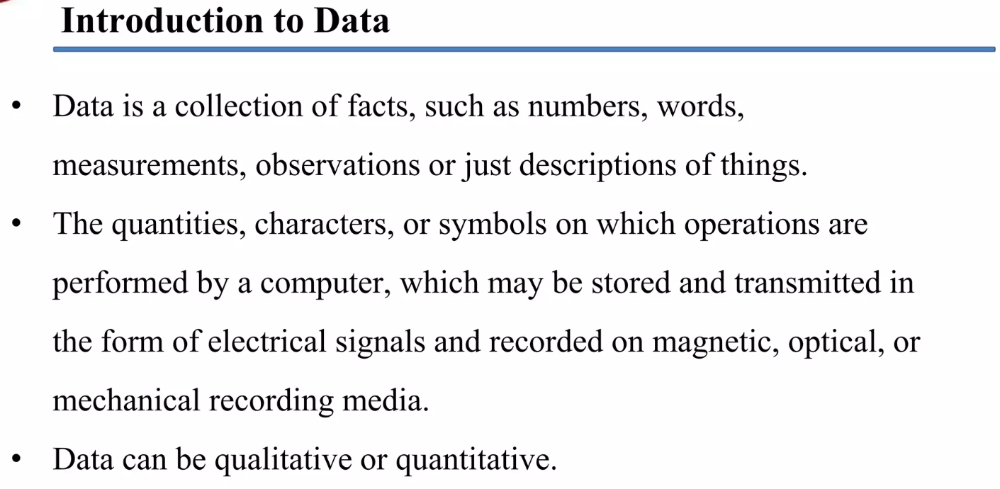 Introduction to Data
• Data is a collection of facts, such as numbers, words,
measurements, observations or just descriptions of things.
• The quantities, characters, or symbols on which operations are
performed by a computer, which may be stored and transmitted in
the form of electrical signals and recorded on magnetic, optical, or
mechanical recording media.
• Data can be qualitative or quantitative.